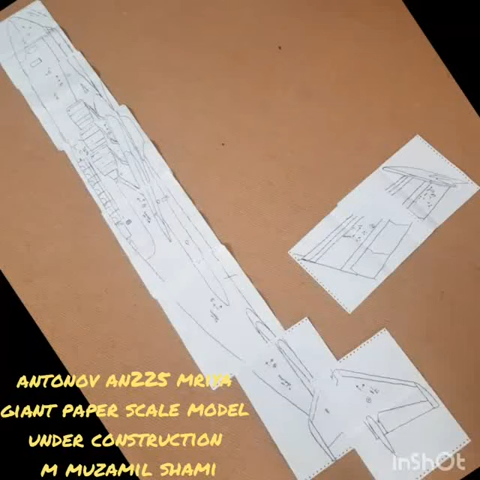 InShOt
ANTONOV AN225 MRIYA
GIANT PAPER SCALE MODEL
UNDER CONSTRUCTION
M MUZAMIL SHAMI